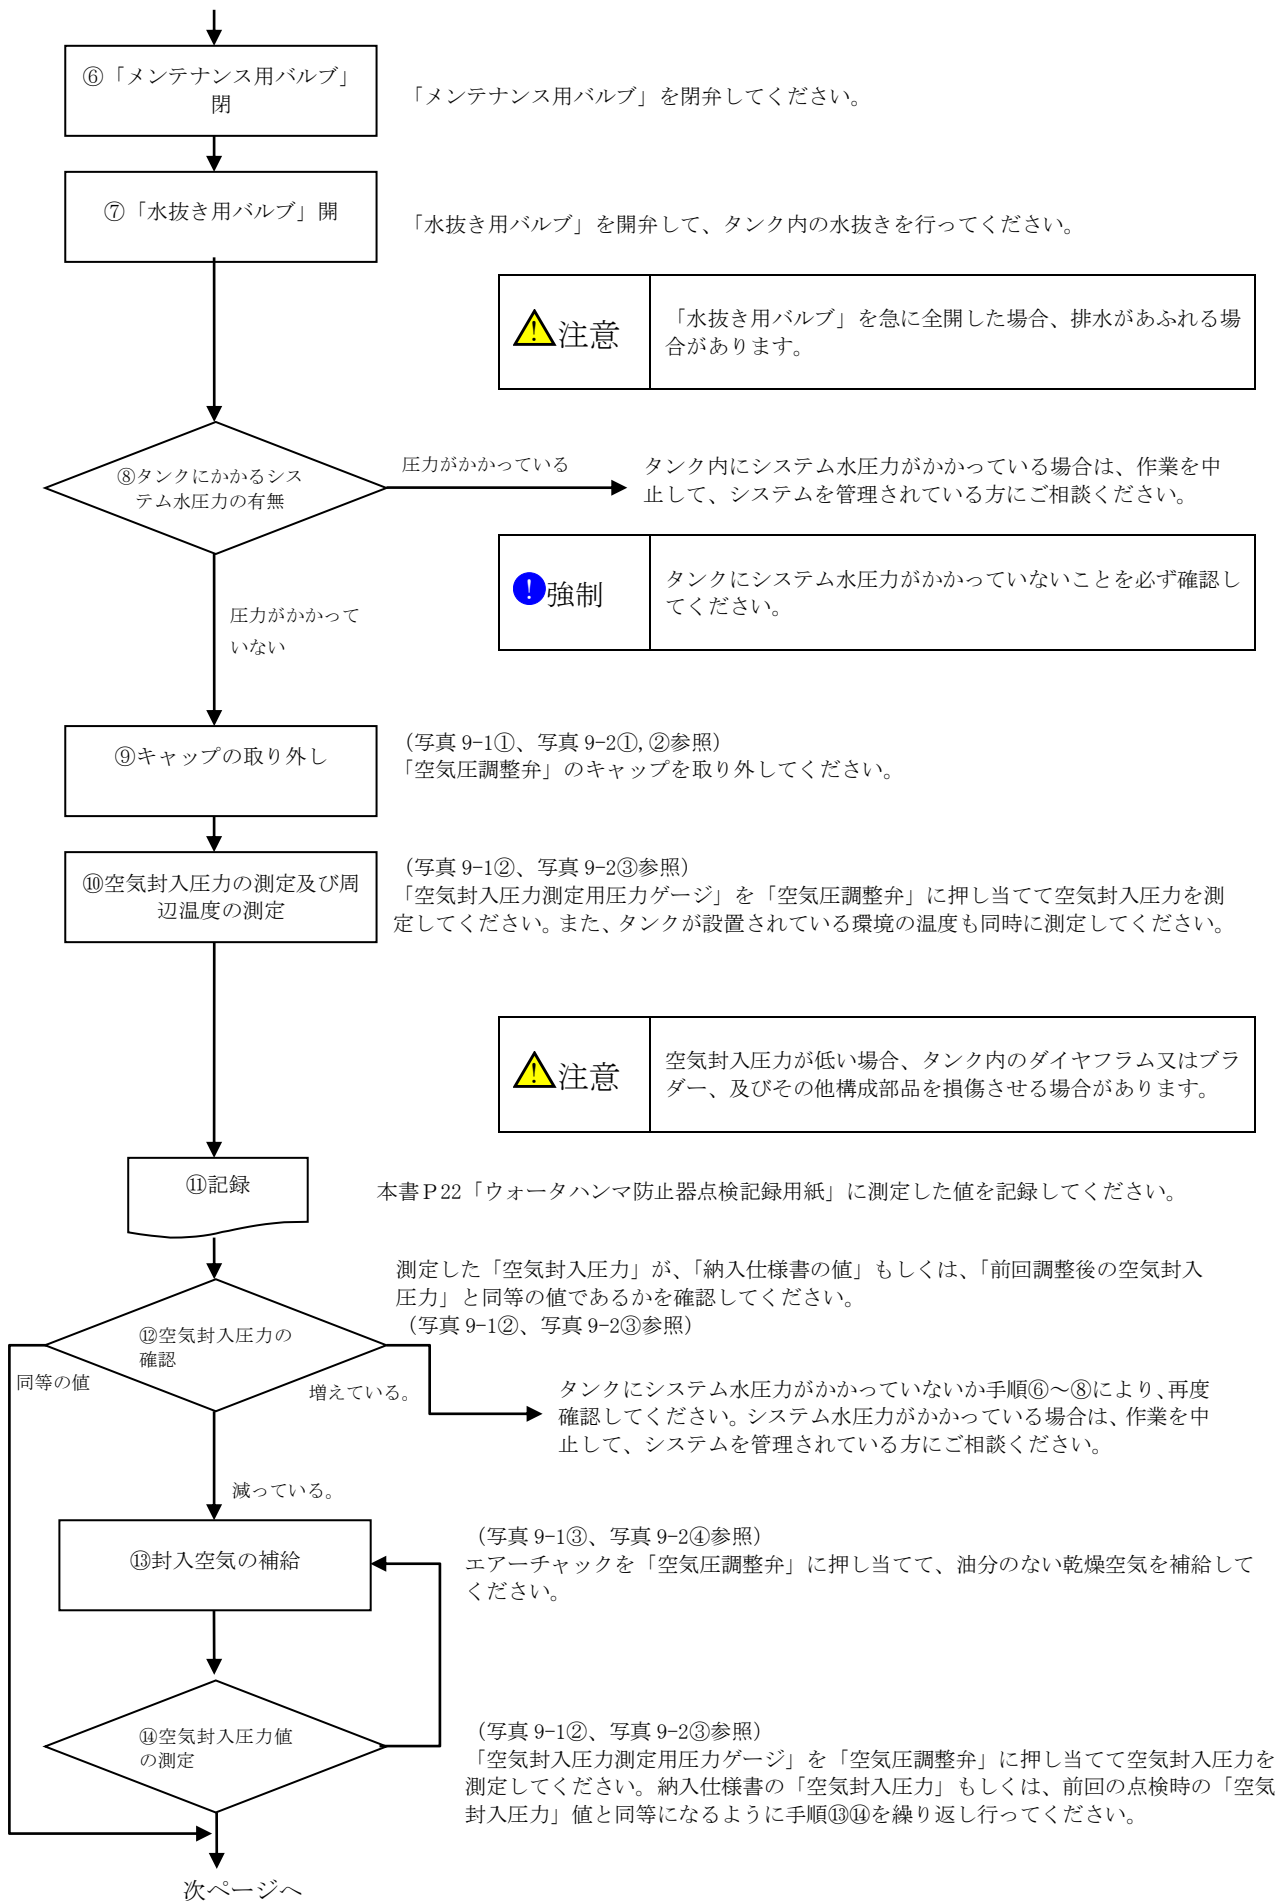 ⑥「メンテナンス用バルブ」
閉
「メンテナンス用バルブ」を閉弁してください。
⑦「水抜き用バルブ」開
「水抜き用バルブ」を開弁して、タンク内の水抜きを行ってください。
注意
「水抜き用バルブ」を急に全開した場合、排水があふれる場
合があります。
⑧タンクにかかるシス
テム水圧力の有無
圧力がかかっている
タンク内にシステム水圧力がかかっている場合は、作業を中
止して、システムを管理されている方にご相談ください。
強制
タンクにシステム水圧力がかかっていないことを必ず確認し
てください。
圧力がかかって
いない
⑨キャップの取り外し
(写真 9-1①、写真 9-2①,②参照)
「空気圧調整弁」のキャップを取り外してください。
⑩空気封入圧力の測定及び周
辺温度の測定
(写真 9-1②、写真 9-2③参照)
「空気封入圧力測定用圧力ゲージ」を「空気圧調整弁」に押し当てて空気封入圧力を測
定してください。また、タンクが設置されている環境の温度も同時に測定してください。
注意
空気封入圧力が低い場合、タンク内のダイヤフラム又はブラ
ダー、及びその他構成部品を損傷させる場合があります。
⑪記録
本書P22「ウォータハンマ防止器点検記録用紙」に測定した値を記録してください。
測定した「空気封入圧力」が、「納入仕様書の値」もしくは、「前回調整後の空気封入
圧力」と同等の値であるかを確認してください。
(写真 9-1②、写真 9-2③参照)
⑫空気封入圧力の
確認
同等の値
増えている。
タンクにシステム水圧力がかかっていないか手順⑥～⑧により、再度
確認してください。システム水圧力がかかっている場合は、作業を中
止して、システムを管理されている方にご相談ください。
減っている。
⑬封入空気の補給
(写真 9-1③、写真 9-2④参照)
エアーチャックを「空気圧調整弁」に押し当てて、油分のない乾燥空気を補給して
ください。
⑭空気封入圧力値
の測定
(写真 9-1②、写真 9-2③参照)
「空気封入圧力測定用圧力ゲージ」を「空気圧調整弁」に押し当てて空気封入圧力を
測定してください。納入仕様書の「空気封入圧力」もしくは、前回の点検時の「空気
封入圧力」値と同等になるように手順⑬⑭を繰り返し行ってください。
次ページへ